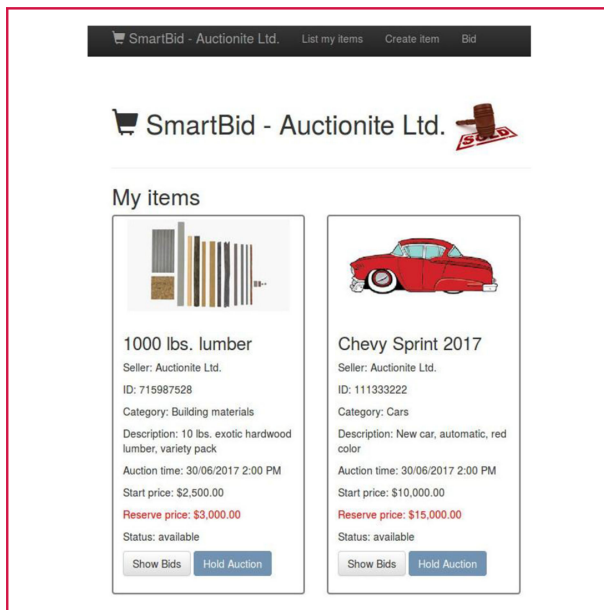 SmartBid - Auctionite Ltd. List my items Create item Bid
SmartBid - Auctionite Ltd.
SOLD
My items
1000 lbs. lumber
Seller: Auctionite Ltd.
ID: 715987528
Category: Building materials
Description: 10 lbs. exotic hardwood
lumber, variety pack
Auction time: 30/06/2017 2:00 PM
Start price: $2,500.00
Reserve price: $3,000.00
Status: available
Show Bids Hold Auction
Chevy Sprint 2017
Seller: Auctionite Ltd.
ID: 111333222
Category: Cars
Description: New car, automatic, red
color
Auction time: 30/06/2017 2:00 PM
Start price: $10,000.00
Reserve price: $15,000.00
Status: available
Show Bids Hold Auction